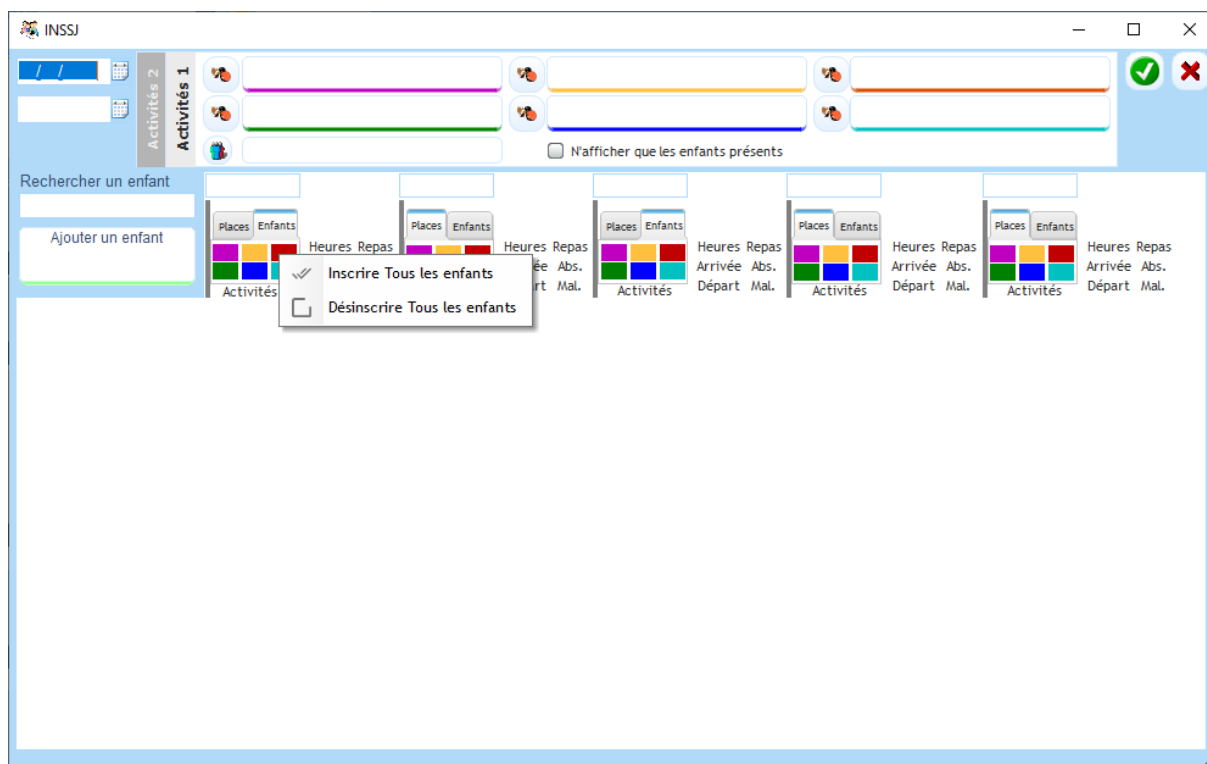 INSSJ
/ /
Activités 2
Activités 1
N'afficher que les enfants présents
Rechercher un enfant
Ajouter un enfant
Places Enfants Places Enfants Places Enfants Places Enfants Places Enfants
Heures Repas Heures Repas Heures Repas Heures Repas Heures Repas
Inscrire Tous les enfants
Abs. Arrivée Abs. Arrivée Abs. Arrivée Abs.
Mal. Départ Mal. Départ Mal. Départ Mal.
Activités Activités Activités Activités
Désinscrire Tous les enfants